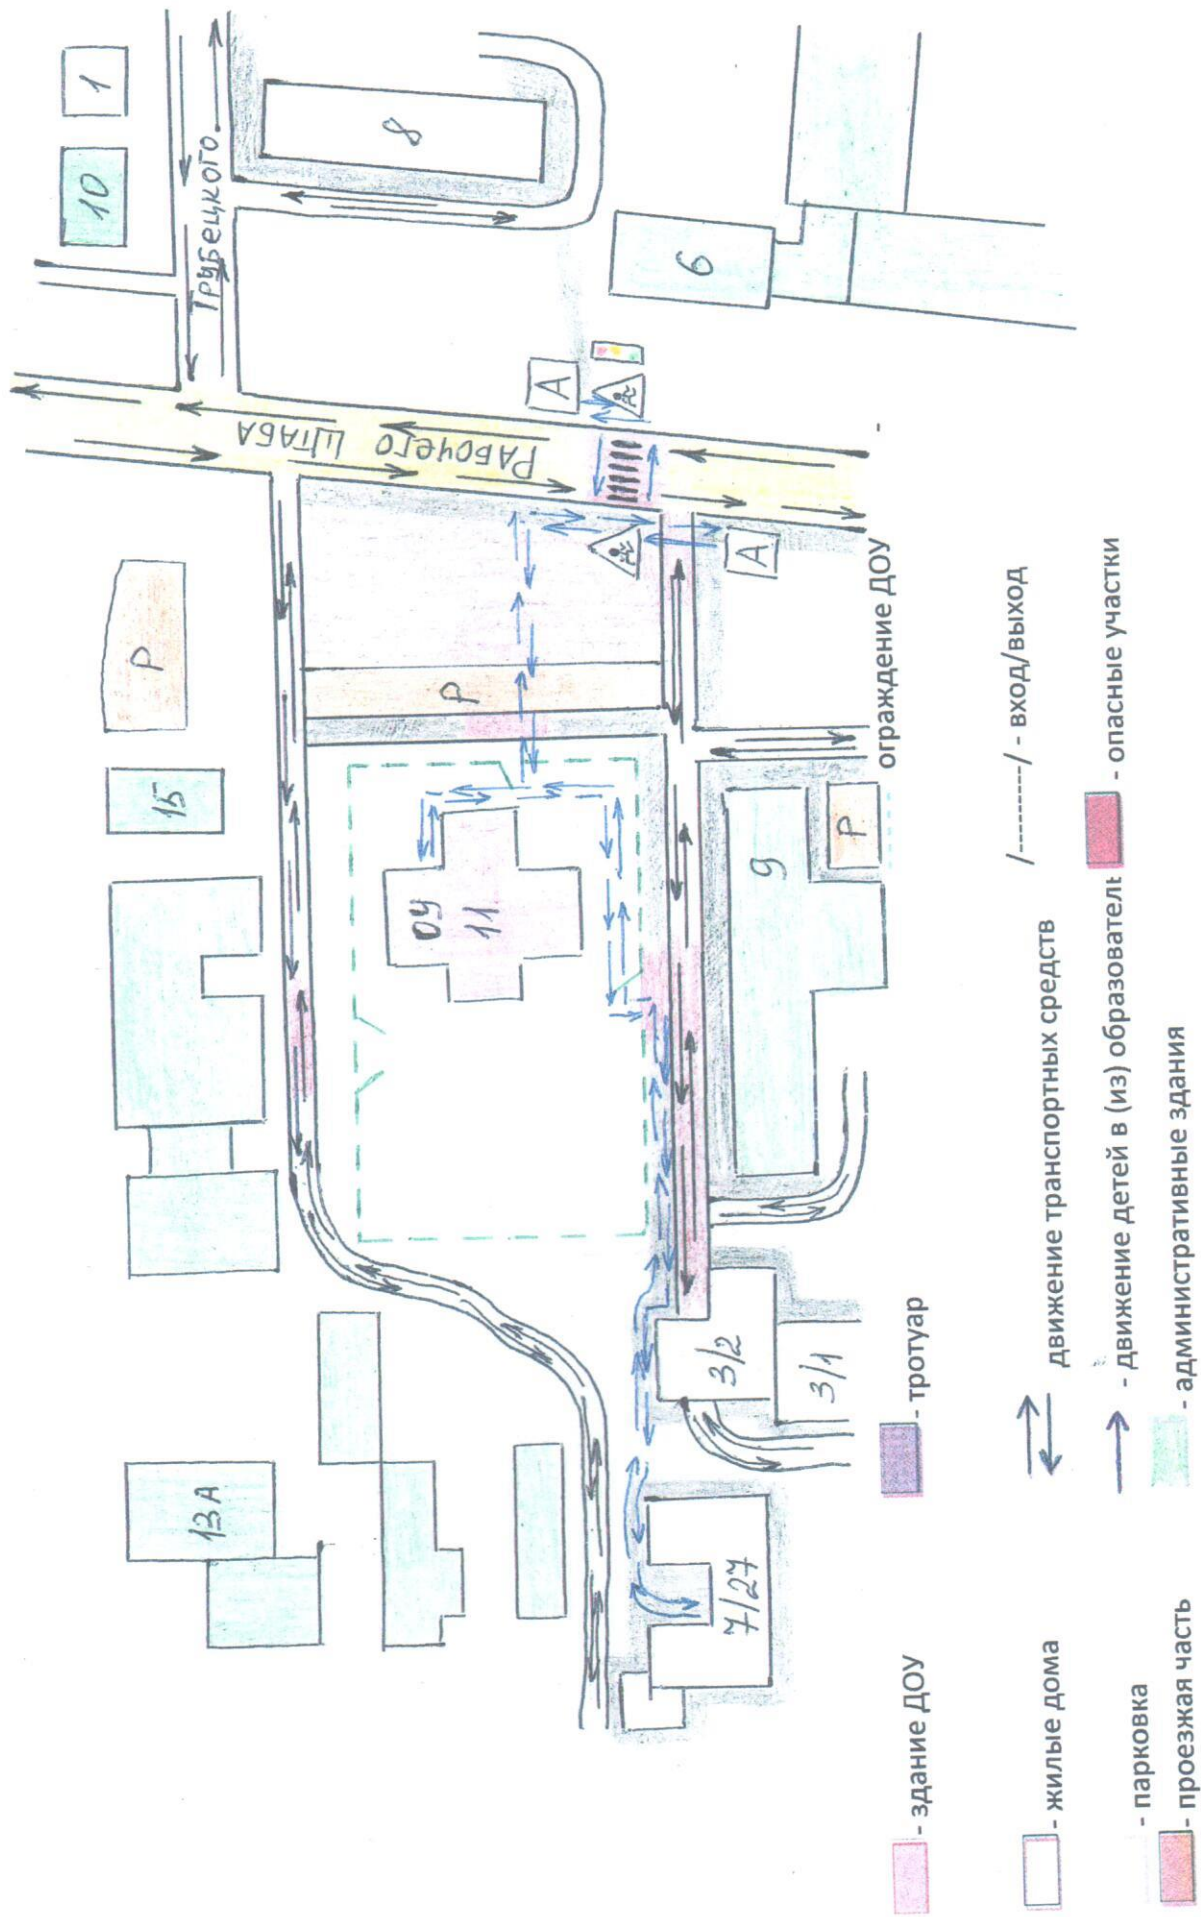 13А
15
Р
10
1
Трубецкого
Рабочего штаба
8
6
А
А
Р
ОУ
11
9
Р
3/2
3/1
7/27
ограждение ДОУ
- здание ДОУ
- тротуар
/---------/ - вход/выход
- жилые дома
движение транспортных средств
- парковка
- движение детей в (из) образовател
- опасные участки
- проезжая часть
- административные здания